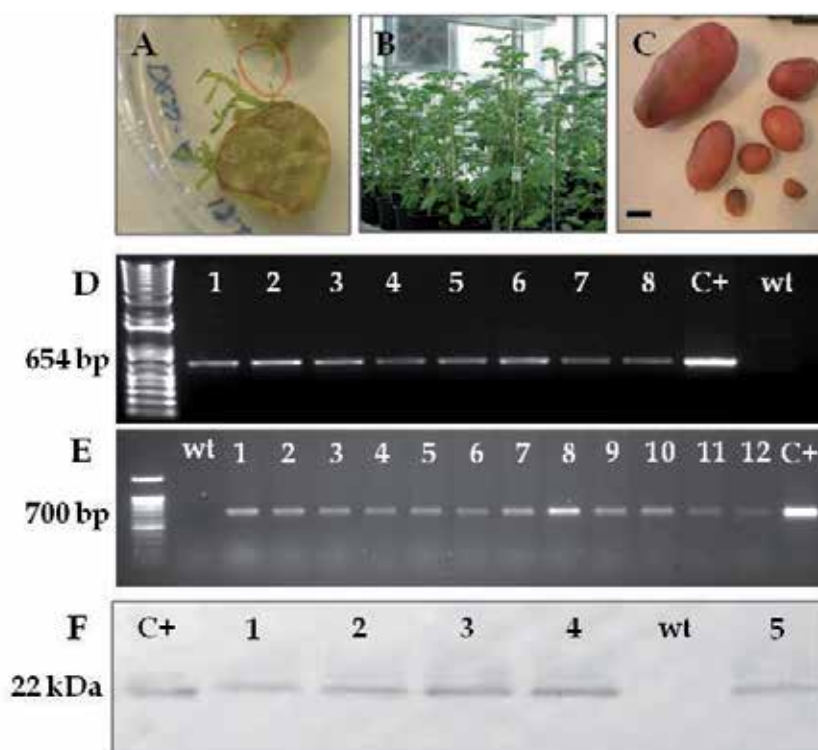 A B C
D 1 2 3 4 5 6 7 8 C+ wt
654 bp
E wt 1 2 3 4 5 6 7 8 9 10 11 12 C+
700 bp
F C+ 1 2 3 4 wt 5
22 kDa